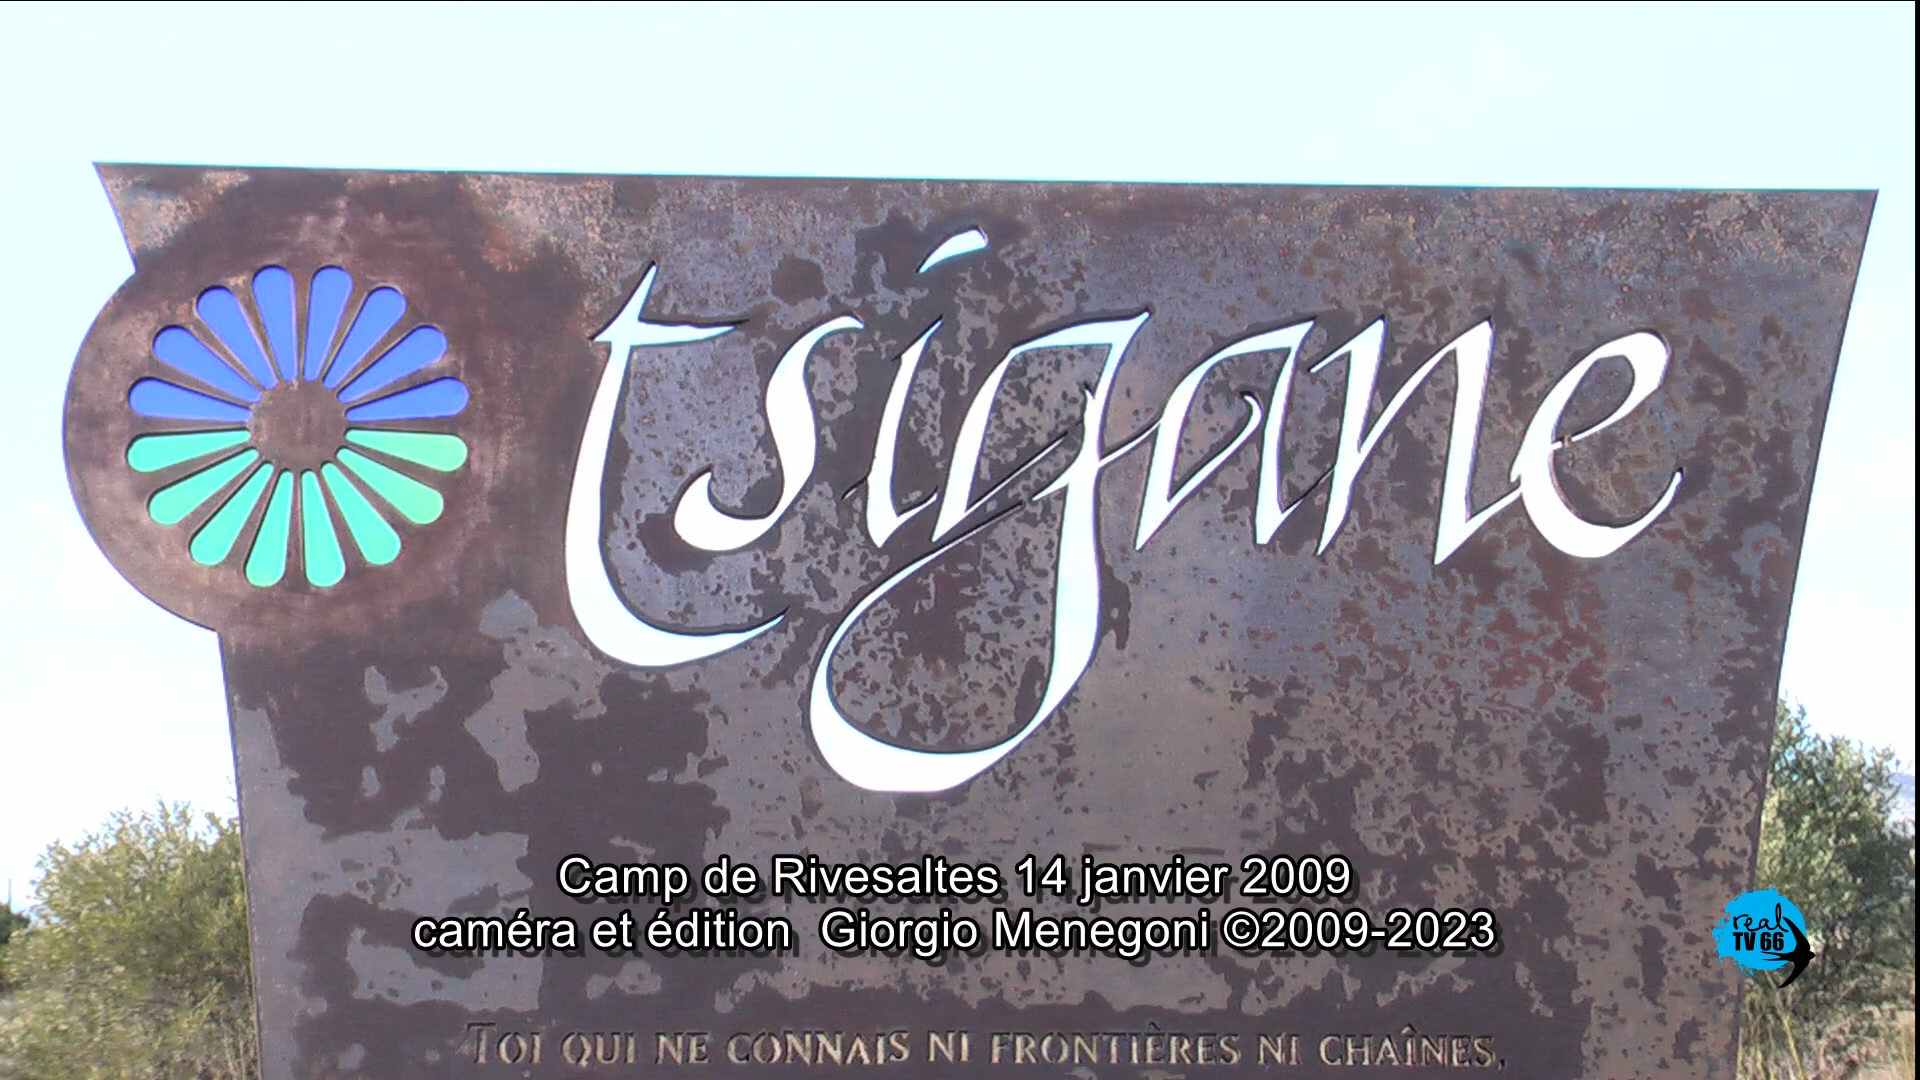 tsigane
Camp de Rivesaltes 14 janvier 2009
caméra et édition  Giorgio Menegoni ©2009-2023
real
TV 66
TOI QUI NE CONNAIS NI FRONTIÈRES NI CHAÎNES,